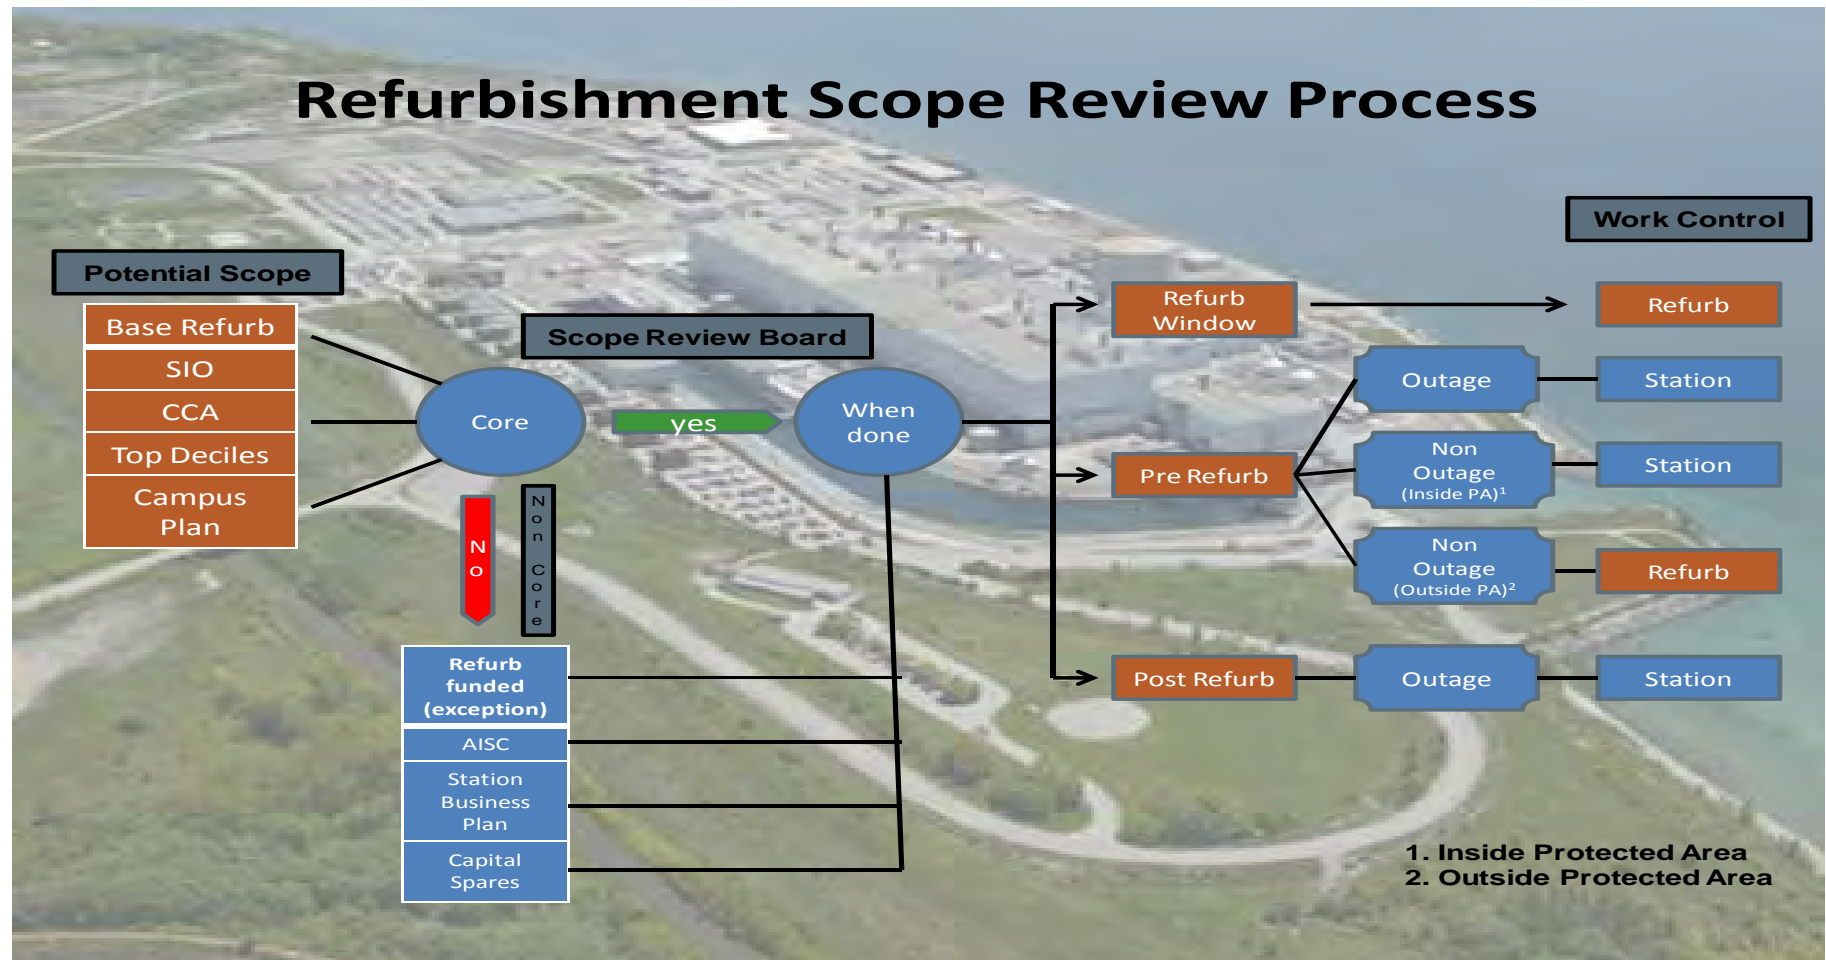 Refurbishment Scope Review Process
Work Control
Potential Scope
Base Refurb
SIO
CCA
Top Deciles
Campus
Plan
Scope Review Board
Core
yes
When
done
No
Non Core
Refurb
funded
(exception)
AISC
Station
Business
Plan
Capital
Spares
Refurb
Window
Refurb
Pre Refurb
Outage
Station
Non
Outage
(Inside PA)¹
Station
Non
Outage
(Outside PA)²
Refurb
Post Refurb
Outage
Station
1. Inside Protected Area
2. Outside Protected Area